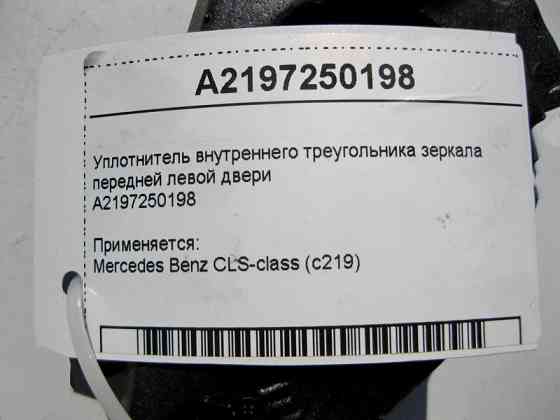 A2197250198
Уплотнитель внутреннего треугольника зеркала
передней левой двери
A2197250198
Применяется:
Mercedes Benz CLS-class (c219)